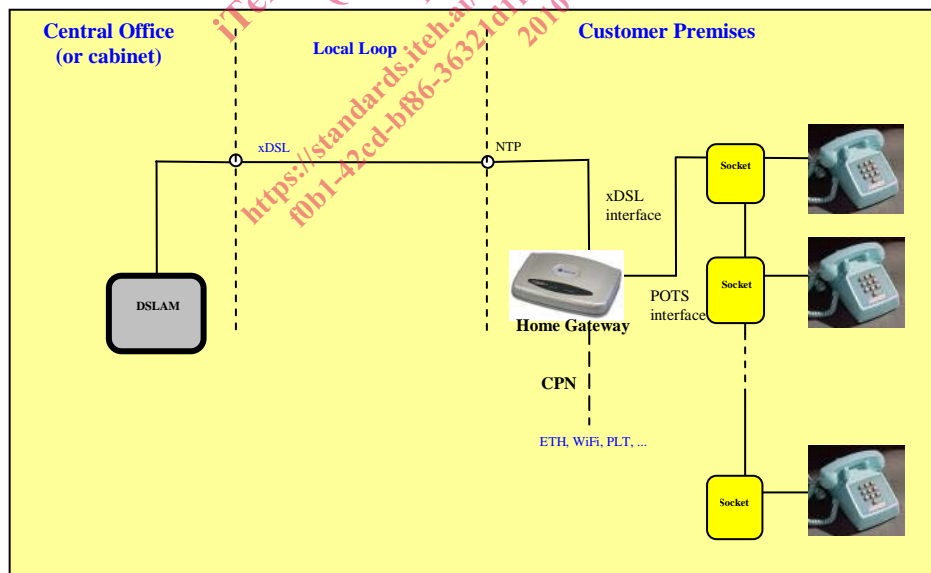 Central Office
(or cabinet)
Local Loop
Customer Premises
xDSL
NTP
Socket
xDSL
interface
Socket
POTS
interface
DSLAM
Home Gateway
CPN
ETH, WiFi, PLT, ...
Socket
https://standards.iteh.ai/
f0b1-42cd-bf86-36321d1
2010